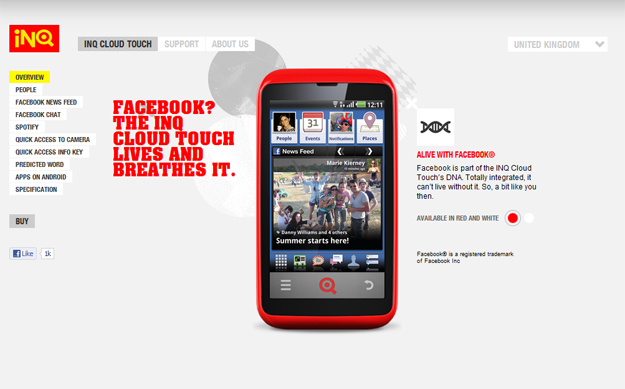 iNQ
INQ CLOUD TOUCH
SUPPORT
ABOUT US
UNITED KINGDOM
OVERVIEW
PEOPLE
FACEBOOK NEWS FEED
FACEBOOK CHAT
SPOTIFY
QUICK ACCESS TO CAMERA
QUICK ACCESS INFO KEY
PREDICTED WORD
APPS ON ANDROID
SPECIFICATION
BUY
Like
1k
FACEBOOK?
THE INQ
CLOUD TOUCH
LIVES AND
BREATHES IT.
12:11
31
People
Events
Notifications
Places
News Feed
Marie Kierney
10 minutes ago
Danny Williams and 4 others
Summer starts here!
ALIVE WITH FACEBOOK®
Facebook is part of the INQ Cloud
Touch's DNA. Totally integrated, it
can't live without it. So, a bit like you
then.
AVAILABLE IN RED AND WHITE
Facebook® is a registered trademark
of Facebook Inc